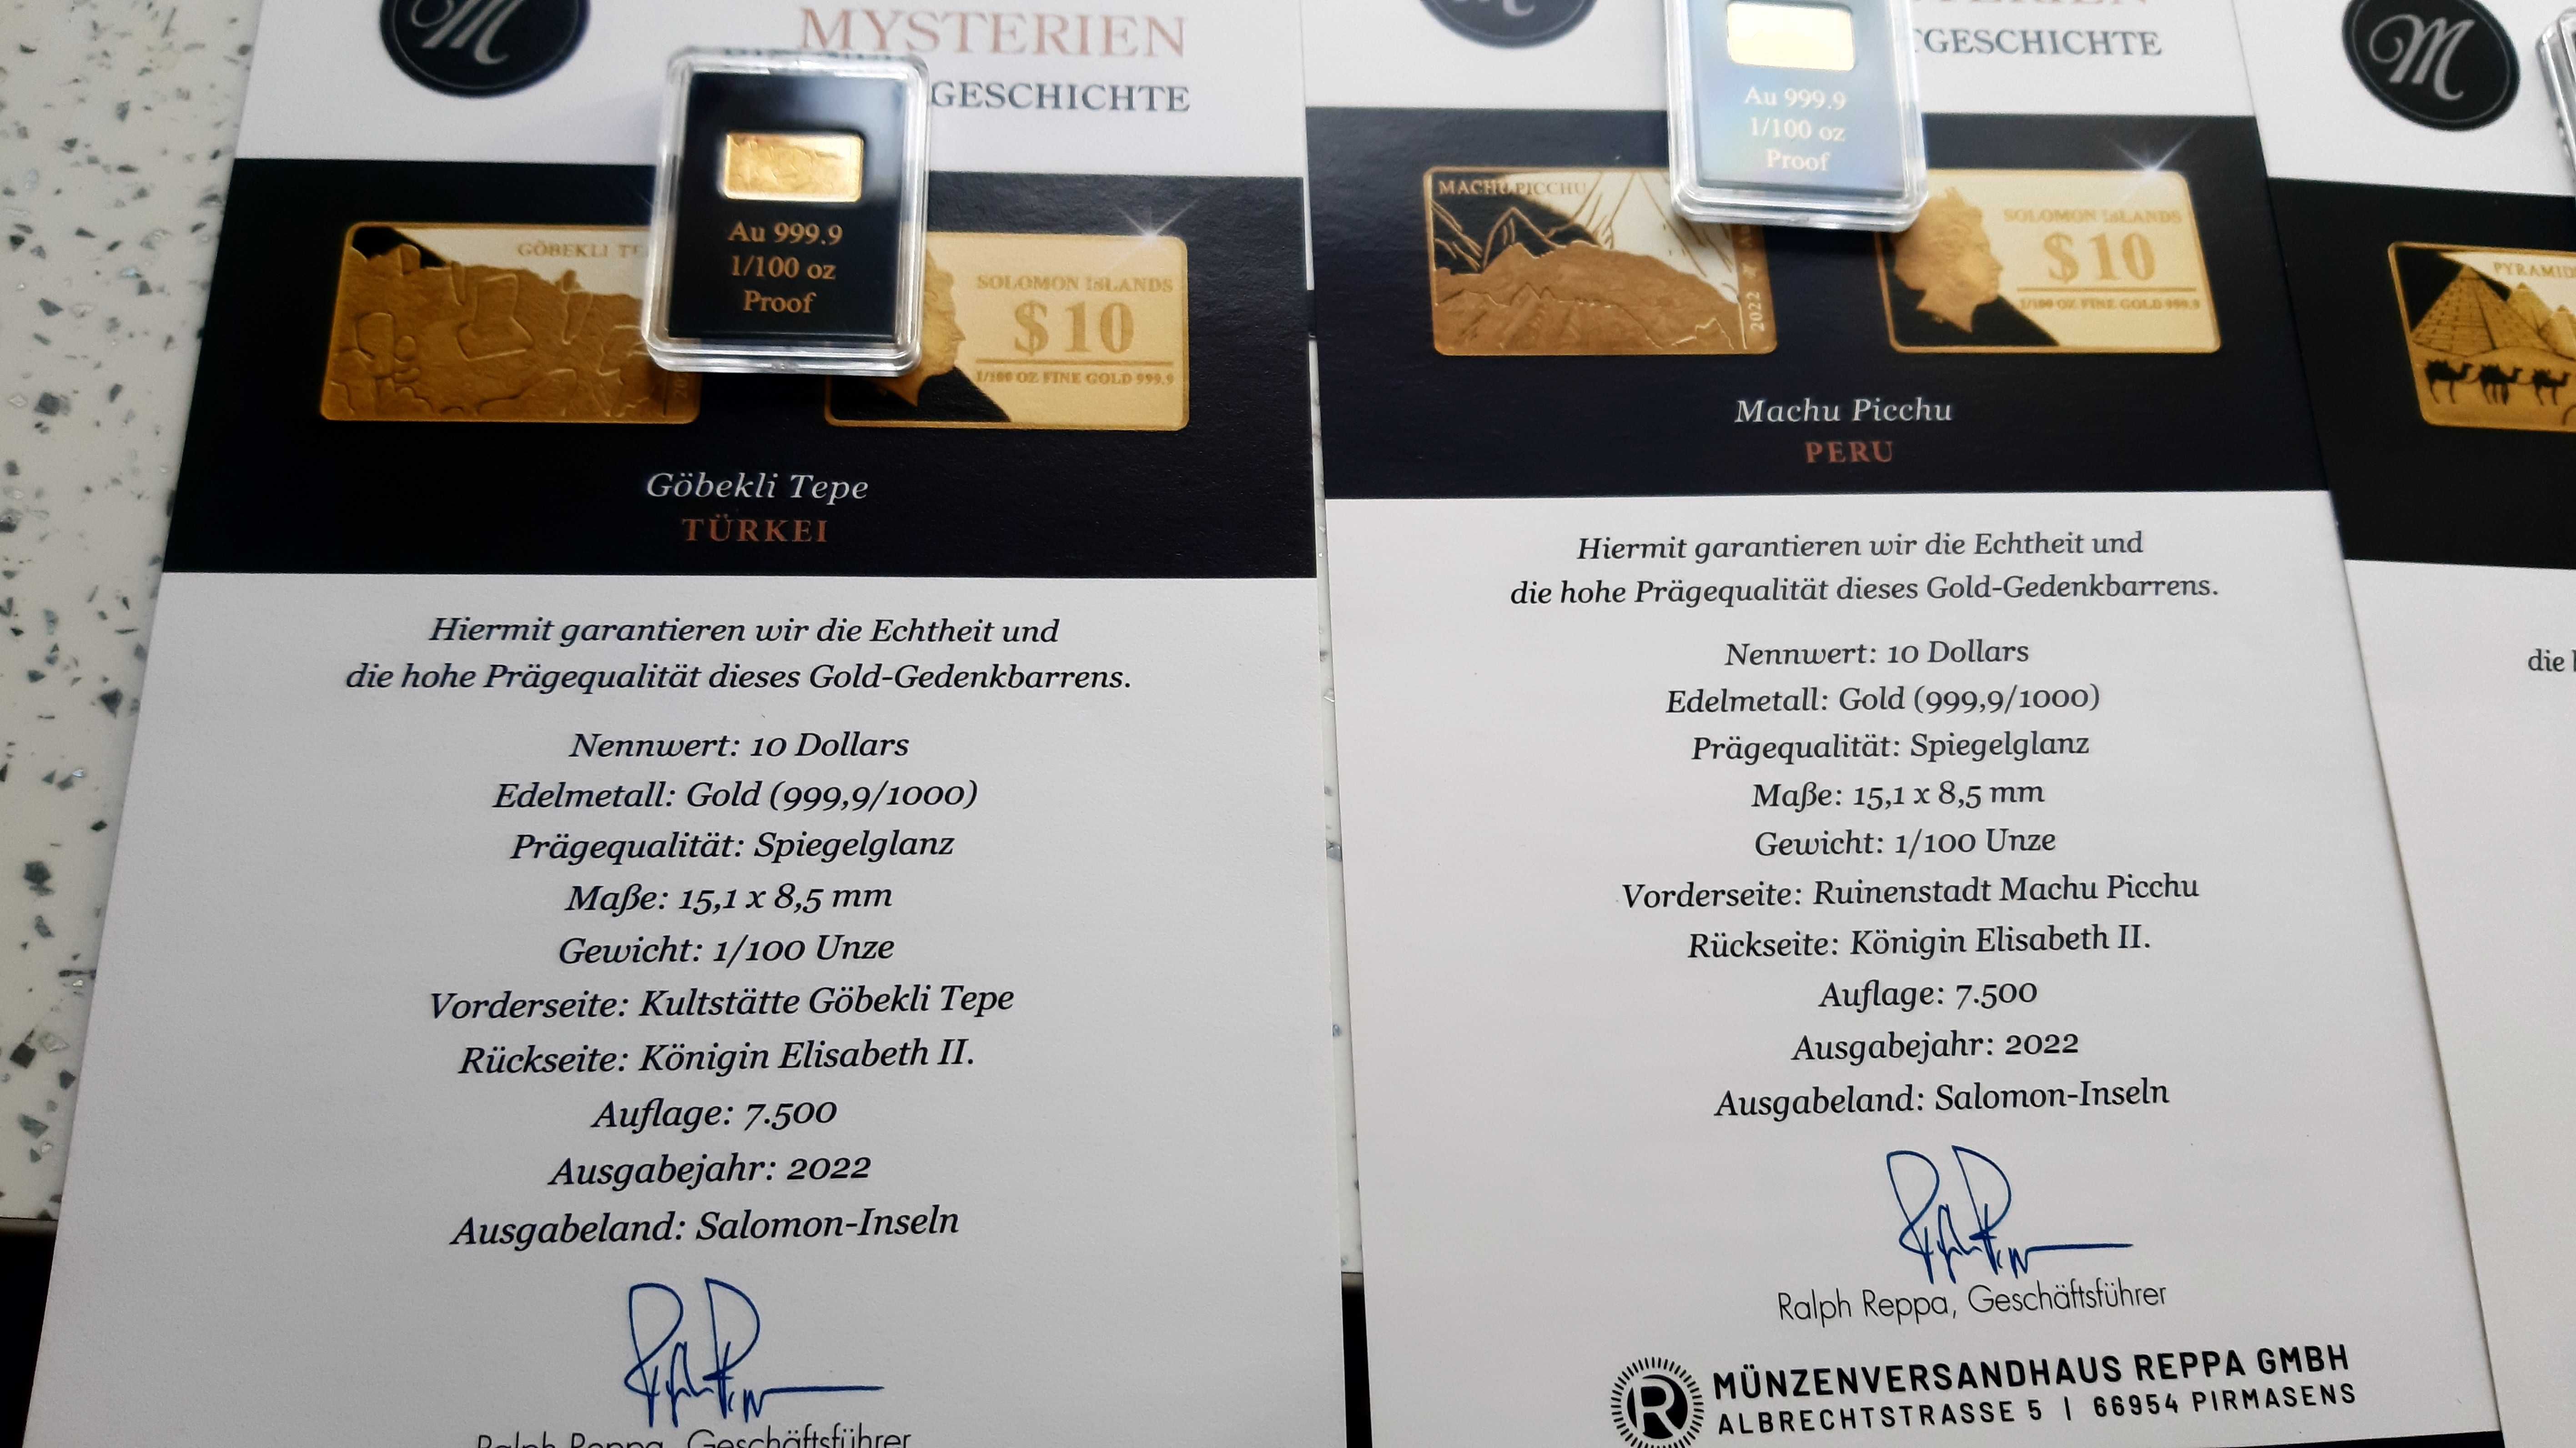 M
MYSTERIEN
GESCHICHTE
Au 999.9
1/100 oz
Proof
GÖBEKLI
SOLOMON ISLANDS
$10
1/100 OZ FINE GOLD 999.9
Göbekli Tepe
TÜRKEI
Hiermit garantieren wir die Echtheit und
die hohe Prägequalität dieses Gold-Gedenkbarrens.
Nennwert: 10 Dollars
Edelmetall: Gold (999,9/1000)
Prägequalität: Spiegelglanz
Maße: 15,1 x 8,5 mm
Gewicht: 1/100 Unze
Vorderseite: Kultstätte Göbekli Tepe
Rückseite: Königin Elisabeth II.
Auflage: 7.500
Ausgabejahr: 2022
Ausgabeland: Salomon-Inseln
Ralph Reppa, Geschäftsführer
GESCHICHTE
Au 999.9
1/100 oz
Proof
MACHU PICCHU
2022
SOLOMON ISLANDS
$10
1/100 OZ FINE GOLD 999.9
Machu Picchu
PERU
Hiermit garantieren wir die Echtheit und
die hohe Prägequalität dieses Gold-Gedenkbarrens.
Nennwert: 10 Dollars
Edelmetall: Gold (999,9/1000)
Prägequalität: Spiegelglanz
Maße: 15,1 x 8,5 mm
Gewicht: 1/100 Unze
Vorderseite: Ruinenstadt Machu Picchu
Rückseite: Königin Elisabeth II.
Auflage: 7.500
Ausgabejahr: 2022
Ausgabeland: Salomon-Inseln
Ralph Reppa, Geschäftsführer
R
MÜNZENVERSANDHAUS REPPA GMBH
ALBRECHTSTRASSE 5 | 66954 PIRMASENS
M
PYRAMID
die